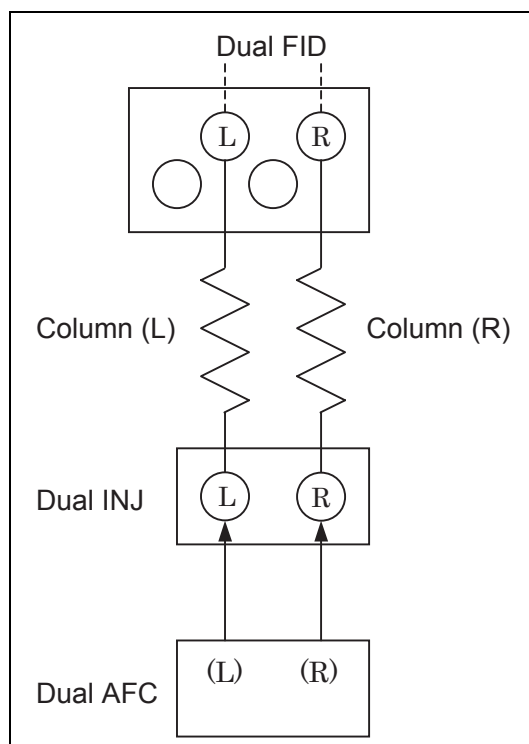 Dual FID
L R
Column (L) Column (R)
Dual INJ L R
(L) (R)
Dual AFC